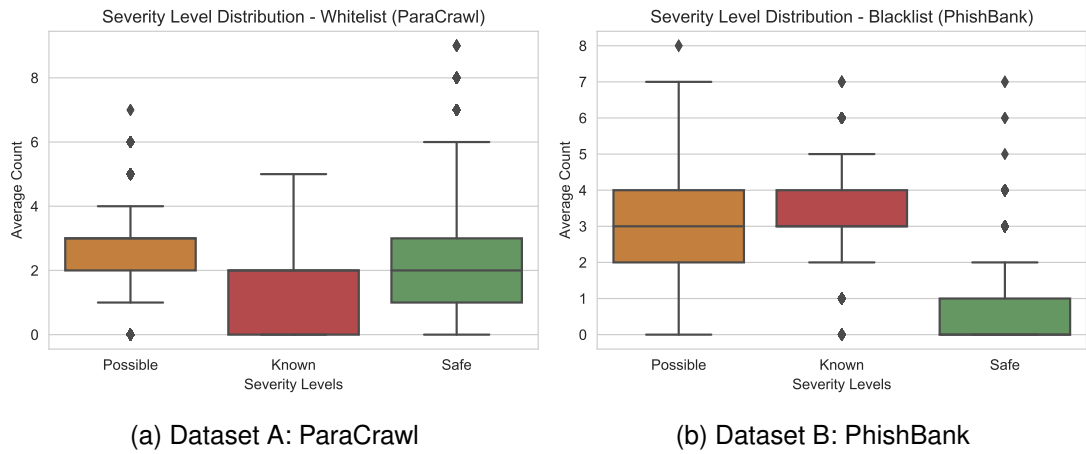 Severity Level Distribution - Whitelist (ParaCrawl)
Average Count
8
6
4
2
0
Possible Known Safe
Severity Levels
(a) Dataset A: ParaCrawl
Severity Level Distribution - Blacklist (PhishBank)
Average Count
8
7
6
5
4
3
2
1
0
Possible Known Safe
Severity Levels
(b) Dataset B: PhishBank